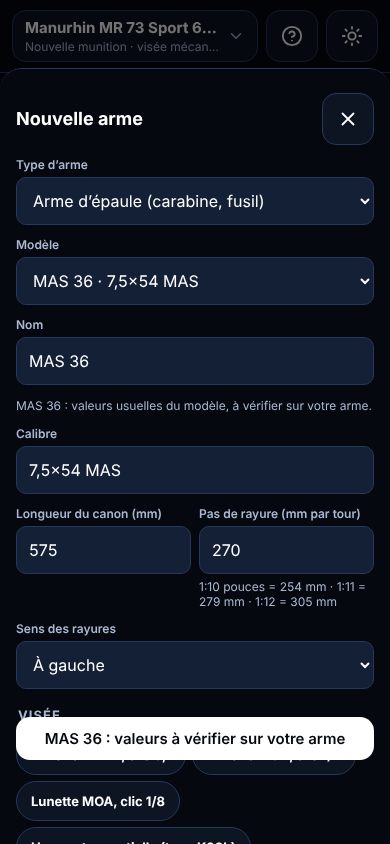 Manurhin MR 73 Sport 6...
Nouvelle munition · visée mécan...
Nouvelle arme
Type d’arme
Arme d’épaule (carabine, fusil)
Modèle
MAS 36 · 7,5×54 MAS
Nom
MAS 36
MAS 36 : valeurs usuelles du modèle, à vérifier sur votre arme.
Calibre
7,5×54 MAS
Longueur du canon (mm)
Pas de rayure (mm par tour)
575
270
1:10 pouces = 254 mm · 1:11 =
279 mm · 1:12 = 305 mm
Sens des rayures
À gauche
VISÉE
MAS 36 : valeurs à vérifier sur votre arme
Lunette MOA, clic 1/8